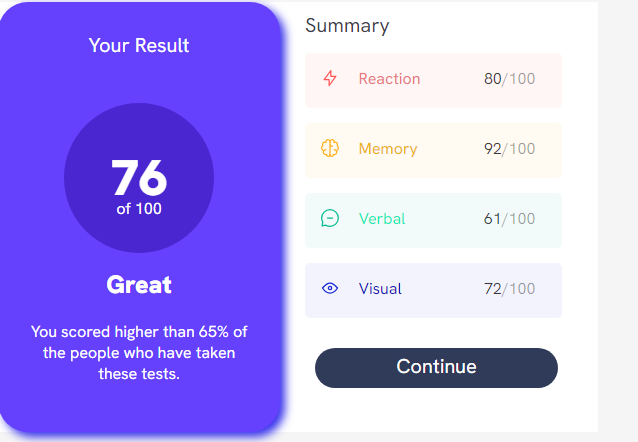 Your Result
76
of 100
Great
You scored higher than 65% of
the people who have taken
these tests.
Summary
Reaction 80/100
Memory 92/100
Verbal 61/100
Visual 72/100
Continue